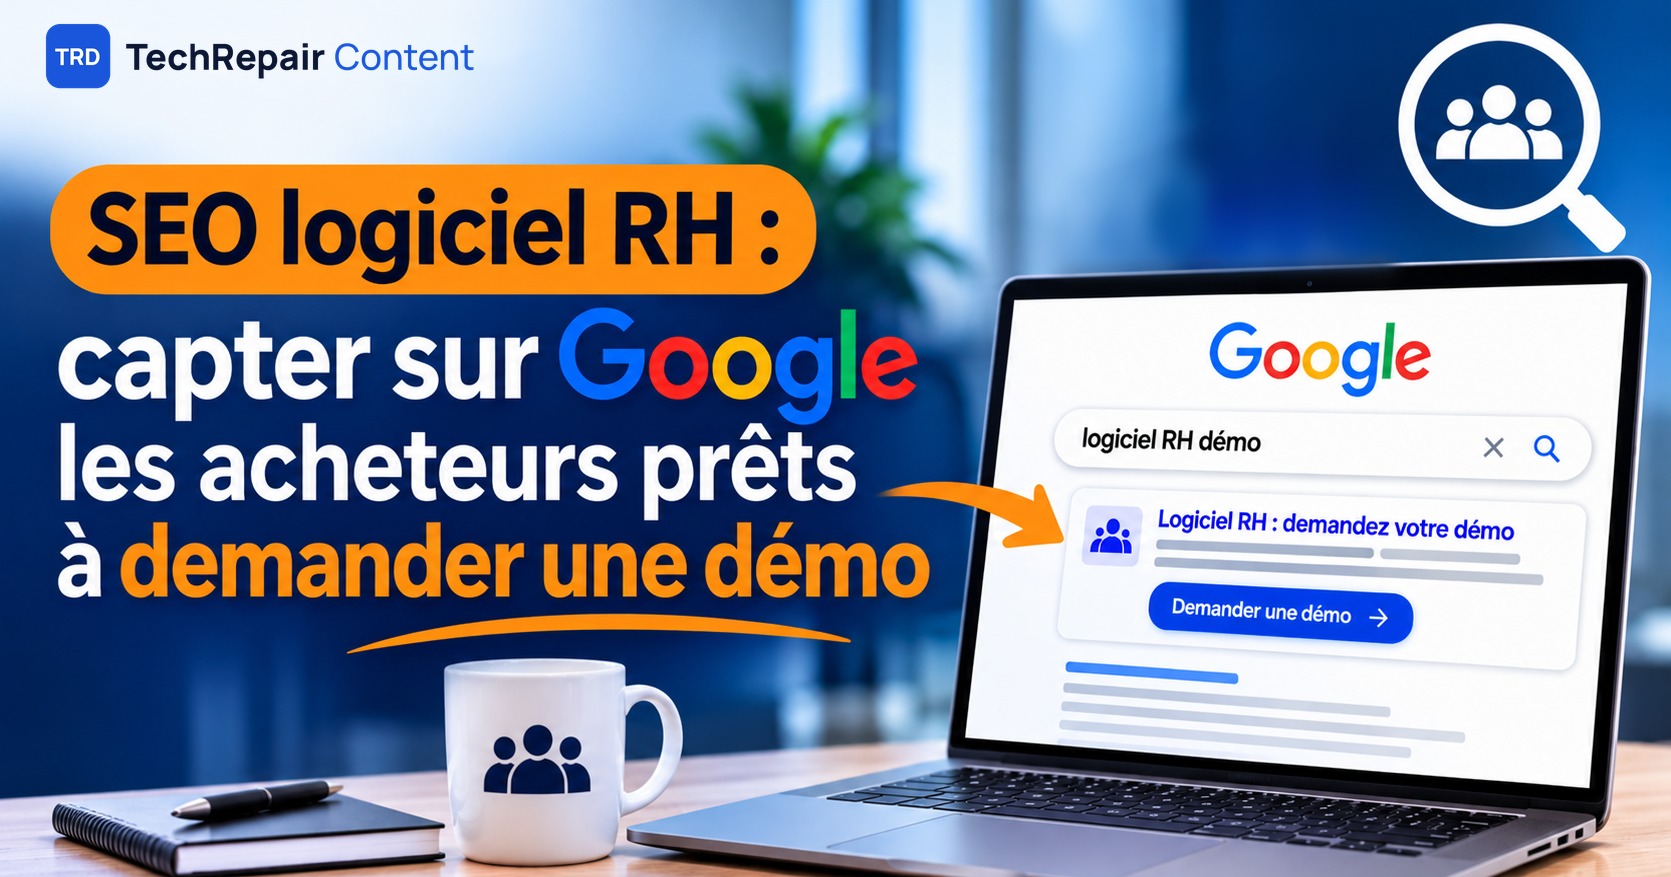 TRD TechRepair Content
SEO logiciel RH :
capter sur Google
les acheteurs prêts
à demander une démo
Google
logiciel RH démo
Logiciel RH : demandez votre démo
Demander une démo